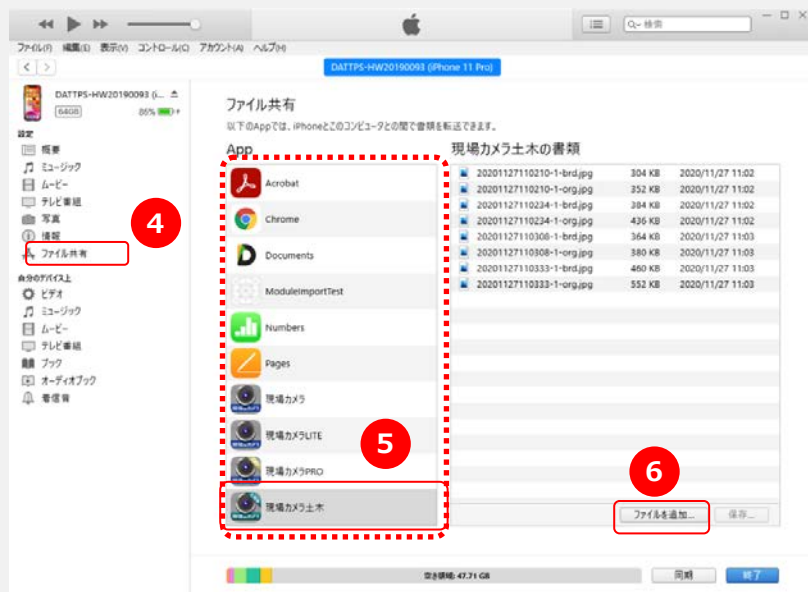 検索
ファイル(F) 編集(E) 表示(V) コントロール(C) アカウント(A) ヘルプ(H)
DATTPS-HW20190093 (iPhone 11 Pro)
DATTPS-HW20190093 (i...
64GB 86%
設定
概要
ミュージック
ムービー
テレビ番組
写真
情報
ファイル共有
自分のデバイス上
ビデオ
ミュージック
ムービー
テレビ番組
ブック
オーディオブック
着信音
4
ファイル共有
以下のAppでは、iPhoneとこのコンピュータとの間で書類を転送できます。
App
Acrobat
Chrome
Documents
ModuleImportTest
Numbers
Pages
現場カメラ
現場カメラLITE
現場カメラPRO
現場カメラ土木
5
現場カメラ土木の書類
20201127110210-1-brd.jpg 304 KB 2020/11/27 11:02
20201127110210-1-org.jpg 352 KB 2020/11/27 11:02
20201127110234-1-brd.jpg 384 KB 2020/11/27 11:02
20201127110234-1-org.jpg 436 KB 2020/11/27 11:02
20201127110308-1-brd.jpg 364 KB 2020/11/27 11:03
20201127110308-1-org.jpg 380 KB 2020/11/27 11:03
20201127110333-1-brd.jpg 460 KB 2020/11/27 11:03
20201127110333-1-org.jpg 552 KB 2020/11/27 11:03
6
ファイルを追加... 保存...
空き領域: 47.71 GB
同期 終了